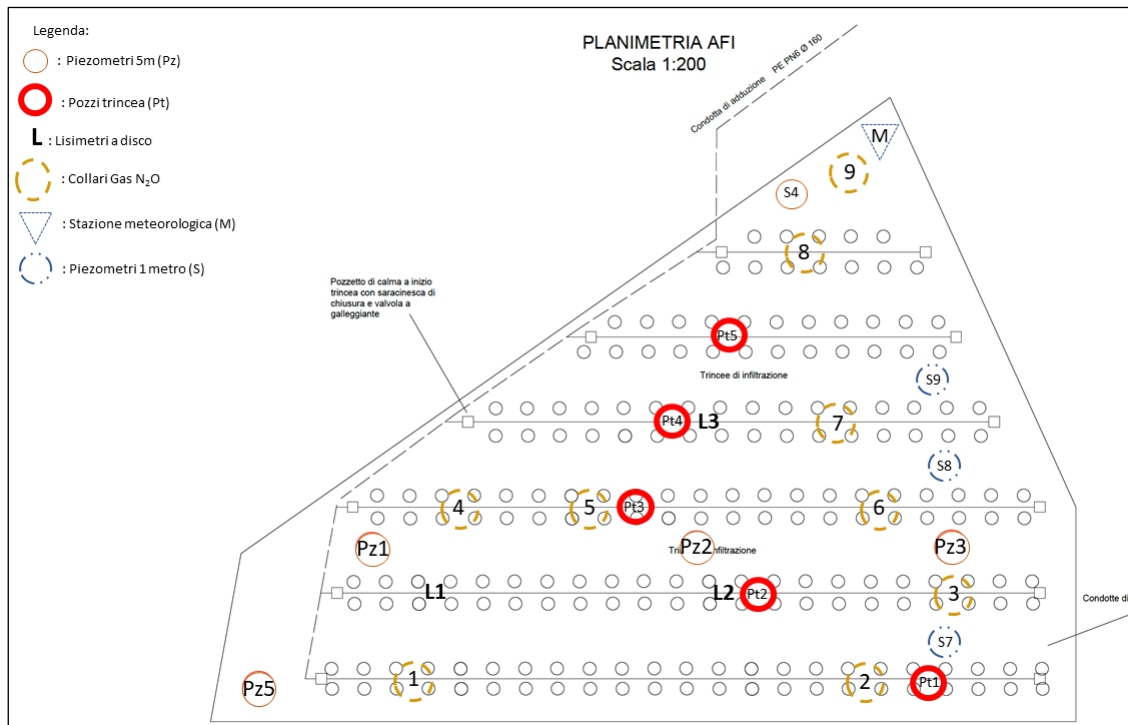 Legenda:
: Piezometri 5m (Pz)
: Pozzi trincea (Pt)
L : Lisimetri a disco
: Collari Gas N₂O
: Stazione meteorologica (M)
: Piezometri 1 metro (S)
PLANIMETRIA AFI
Scala 1:200
Condotta di adduzione PE PN6 Ø 160
M
9
S4
8
Pozzetto di calma a inizio
trincea con saracinesca di
chiusura e valvola a
galleggiante
Pt5
Trincee di infiltrazione
S9
Pt4
L3
7
S8
4
5
Pt3
6
Pz1
Pz2
nfiltrazione
Pz3
L1
L2
Pt2
3
Condotte di
S7
Pz5
1
2
Pt1